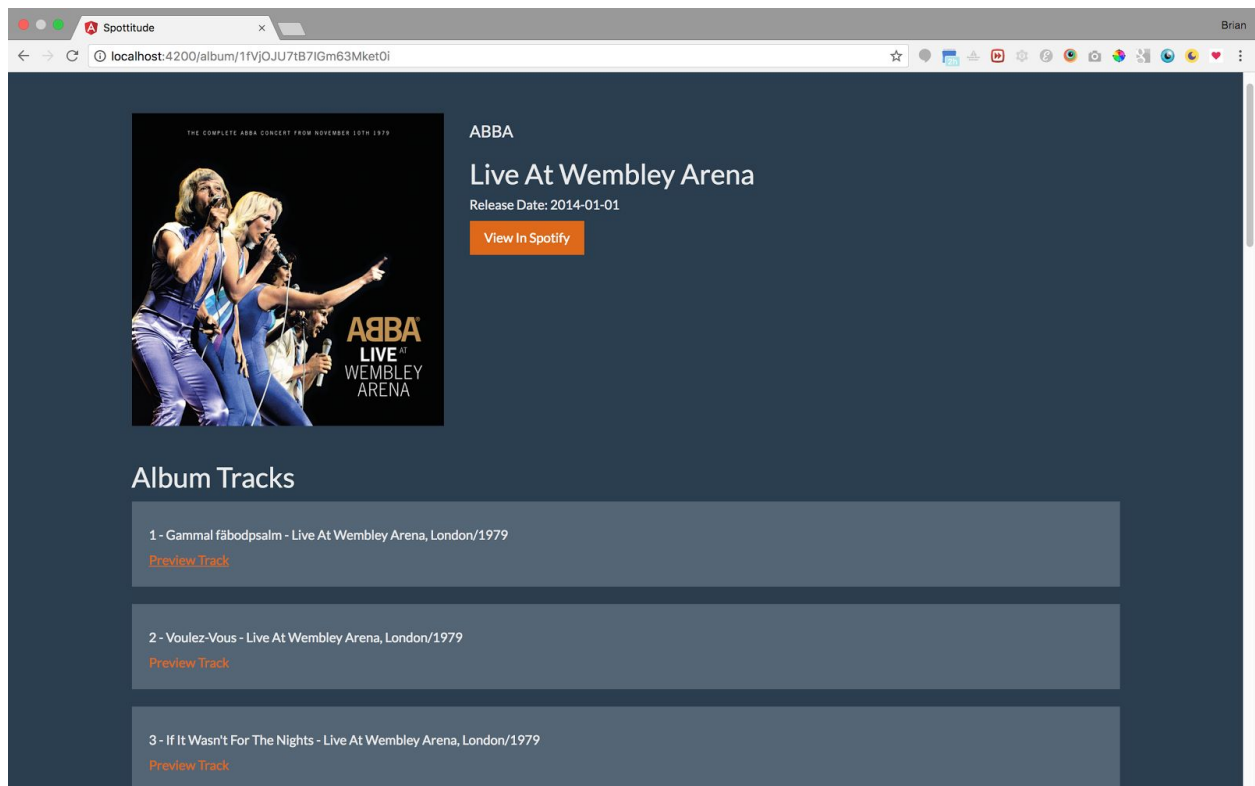 Spottitude
Brian
localhost:4200/album/1fVjOJU7tB7IGm63Mket0i
THE COMPLETE ABBA CONCERT FROM NOVEMBER 10TH 1979
ABBA
LIVE AT
WEMBLEY
ARENA
ABBA
Live At Wembley Arena
Release Date: 2014-01-01
View In Spotify
Album Tracks
1 - Gammal fäbodpsalm - Live At Wembley Arena, London/1979
Preview Track
2 - Voulez-Vous - Live At Wembley Arena, London/1979
Preview Track
3 - If It Wasn't For The Nights - Live At Wembley Arena, London/1979
Preview Track